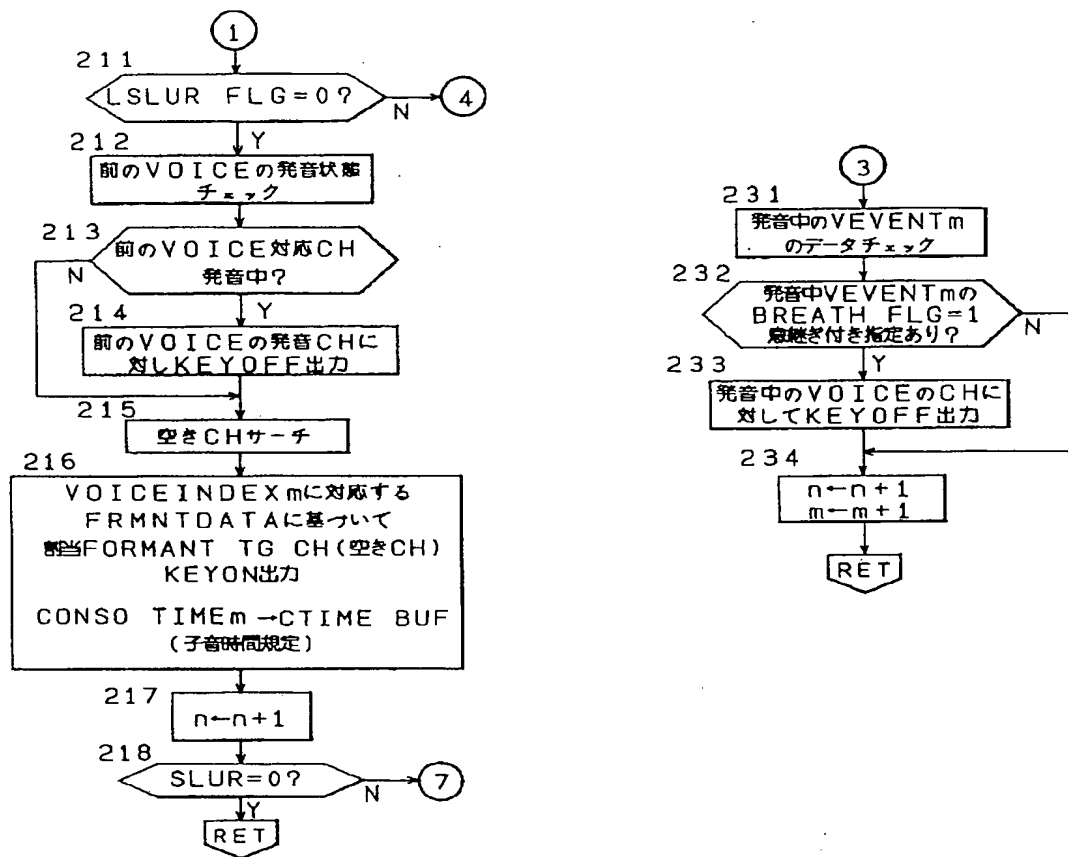 1
211
LSLUR FLG=0?
N
4
Y
212
前のVOICEの発音状態
チェック
213
前のVOICE対応CH
発音中?
N
Y
214
前のVOICEの発音CHに
対しKEYOFF出力
215
空きCHサーチ
216
VOICEINDEXmに対応する
FRMNTDATAに基づいて
割当FORMANT TG CH(空きCH)
KEYON出力
CONSO TIMEm→CTIME BUF
(子音時間規定)
217
n←n+1
218
SLUR=0?
N
7
Y
RET
3
231
発音中のVEVENTm
のデータチェック
232
発音中VEVENTmの
BREATH FLG=1
息継ぎ付き指定あり?
N
Y
233
発音中のVOICEのCHに
対してKEYOFF出力
234
n←n+1
m←m+1
RET